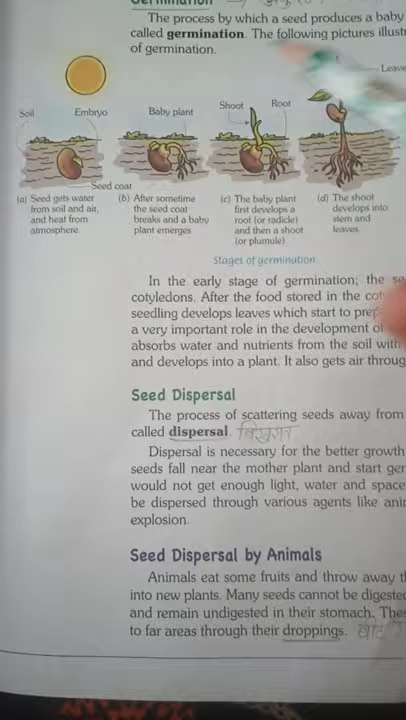 Germination
The process by which a seed produces a baby
called germination. The following pictures illust
of germination.
Leave
Soil
Embryo
Baby plant
Shoot
Root
Seed coat
(a) Seed gets water
from soil and air,
and heat from
atmosphere.
(b) After sometime
the seed coat
breaks and a baby
plant emerges.
(c) The baby plant
first develops a
root (or radicle)
and then a shoot
(or plumule).
(d) The shoot
develops into
stem and
leaves.
Stages of germination
In the early stage of germination; the se
cotyledons. After the food stored in the cot
seedling develops leaves which start to prep
a very important role in the development of
absorbs water and nutrients from the soil with
and develops into a plant. It also gets air throug
Seed Dispersal
The process of scattering seeds away from
called dispersal. बिखराव
Dispersal is necessary for the better growth
seeds fall near the mother plant and start ger
would not get enough light, water and space
be dispersed through various agents like anim
explosion.
Seed Dispersal by Animals
Animals eat some fruits and throw away th
into new plants. Many seeds cannot be digested
and remain undigested in their stomach. Thes
to far areas through their droppings. बीट